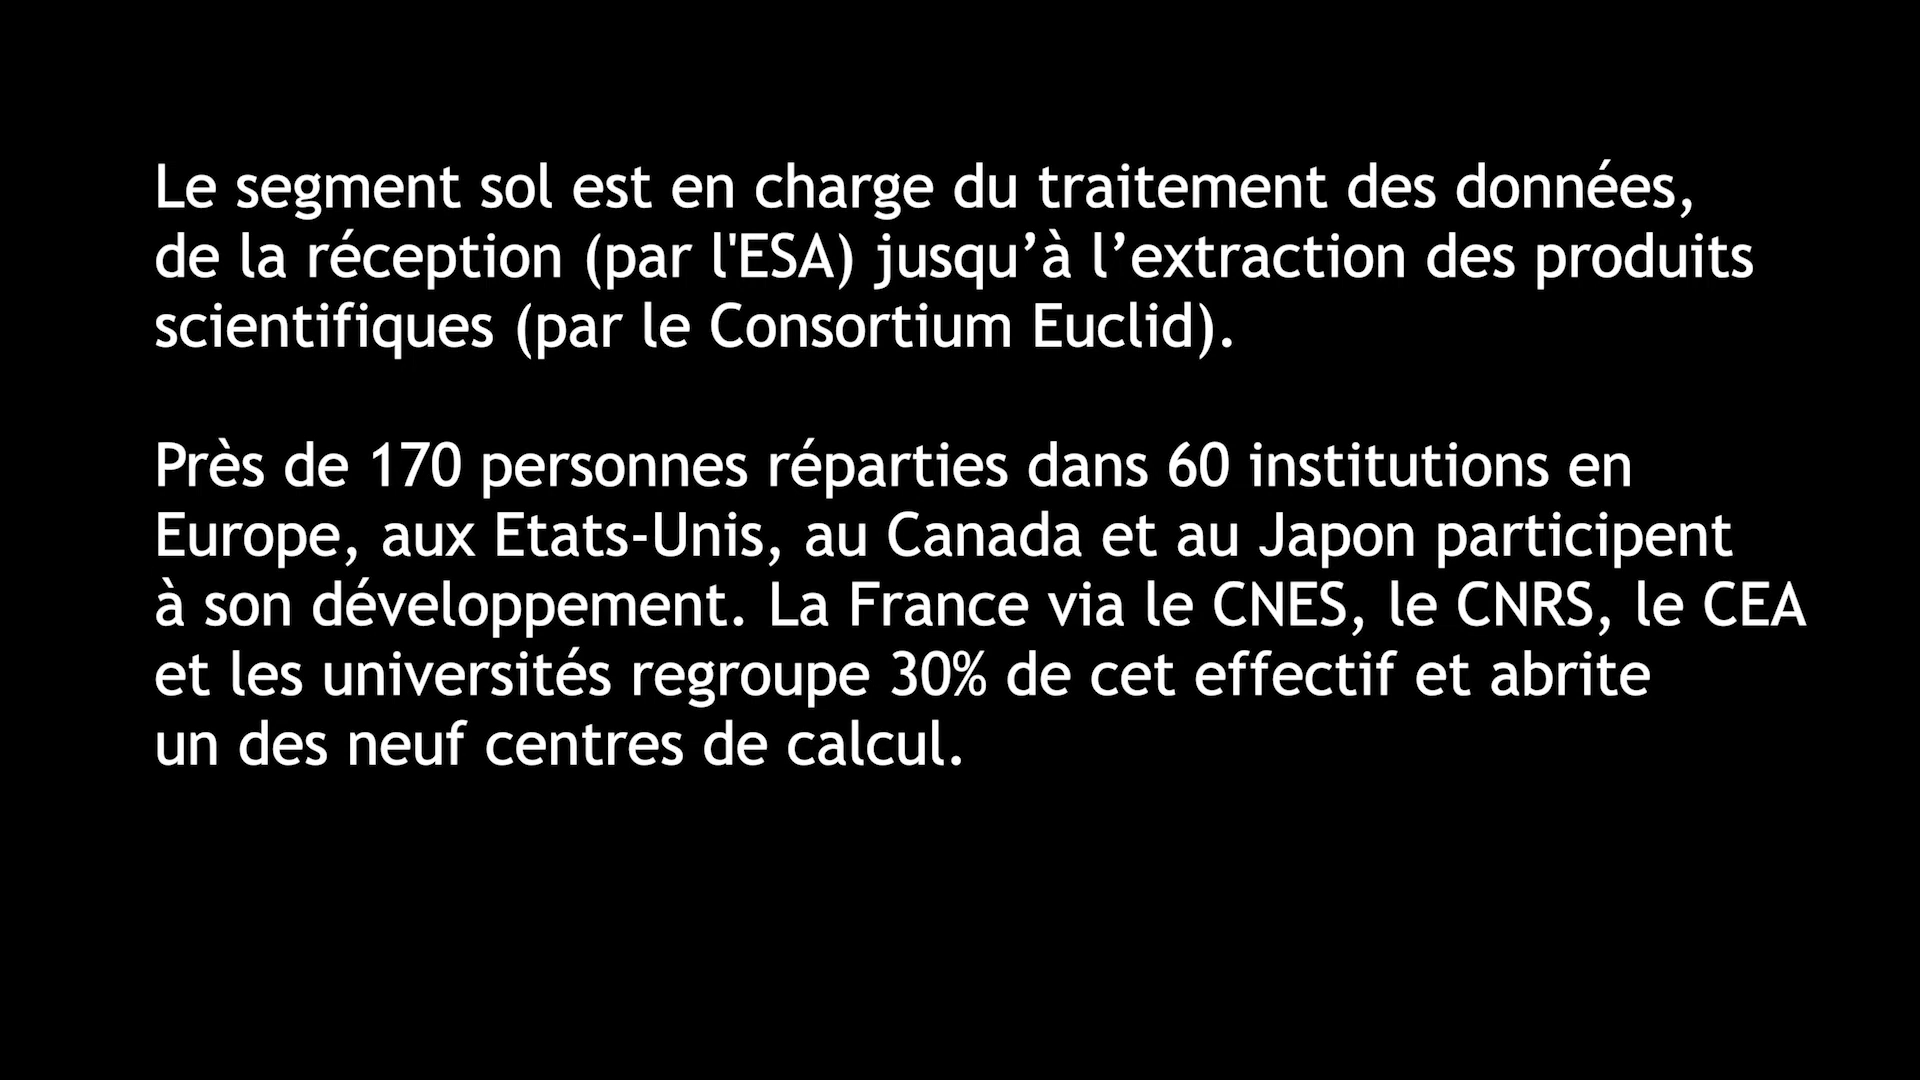 Le segment sol est en charge du traitement des données,
de la réception (par l'ESA) jusqu’à l’extraction des produits
scientifiques (par le Consortium Euclid).
Près de 170 personnes réparties dans 60 institutions en
Europe, aux Etats-Unis, au Canada et au Japon participent
à son développement. La France via le CNES, le CNRS, le CEA
et les universités regroupe 30% de cet effectif et abrite
un des neuf centres de calcul.